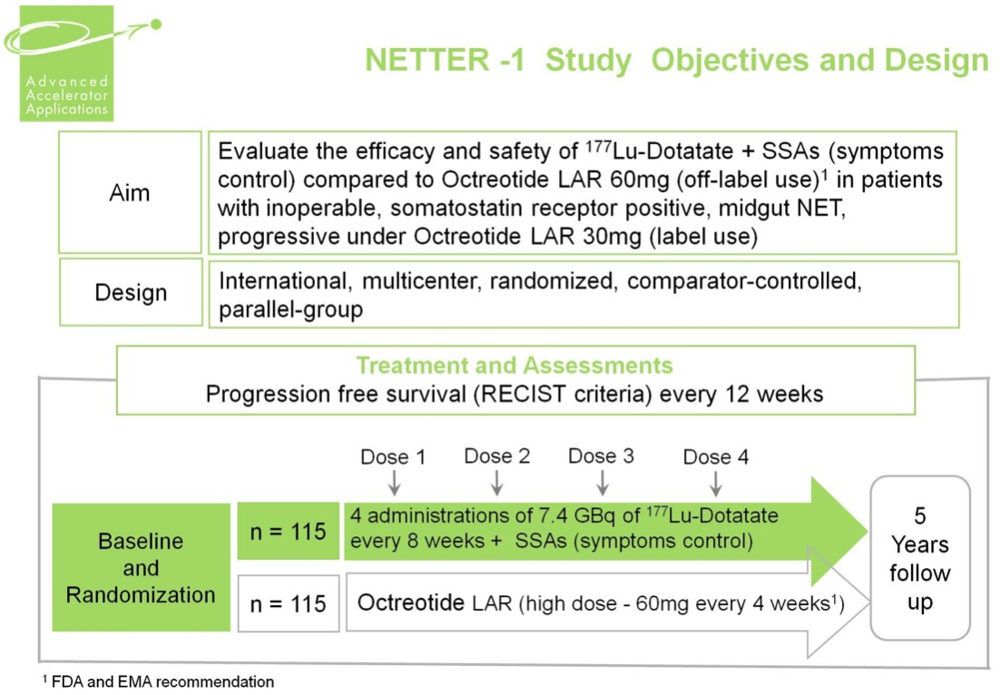 Advanced
Accelerator
Applications
NETTER -1 Study Objectives and Design
Aim
Evaluate the efficacy and safety of ¹⁷⁷Lu-Dotatate + SSAs (symptoms
control) compared to Octreotide LAR 60mg (off-label use)¹ in patients
with inoperable, somatostatin receptor positive, midgut NET,
progressive under Octreotide LAR 30mg (label use)
Design
International, multicenter, randomized, comparator-controlled,
parallel-group
Treatment and Assessments
Progression free survival (RECIST criteria) every 12 weeks
Dose 1 Dose 2 Dose 3 Dose 4
Baseline
and
Randomization
n = 115
4 administrations of 7.4 GBq of ¹⁷⁷Lu-Dotatate
every 8 weeks + SSAs (symptoms control)
n = 115
Octreotide LAR (high dose - 60mg every 4 weeks¹)
5
Years
follow
up
¹ FDA and EMA recommendation